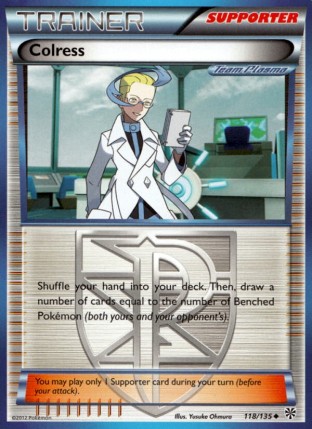 TRAINER
SUPPORTER
Colress
Team Plasma
Shuffle your hand into your deck. Then, draw a
number of cards equal to the number of Benched
Pokémon (both yours and your opponent's).
You may play only 1 Supporter card during your turn (before
your attack).
©2012 Pokémon
Illus. Yusuke Ohmura
118/135